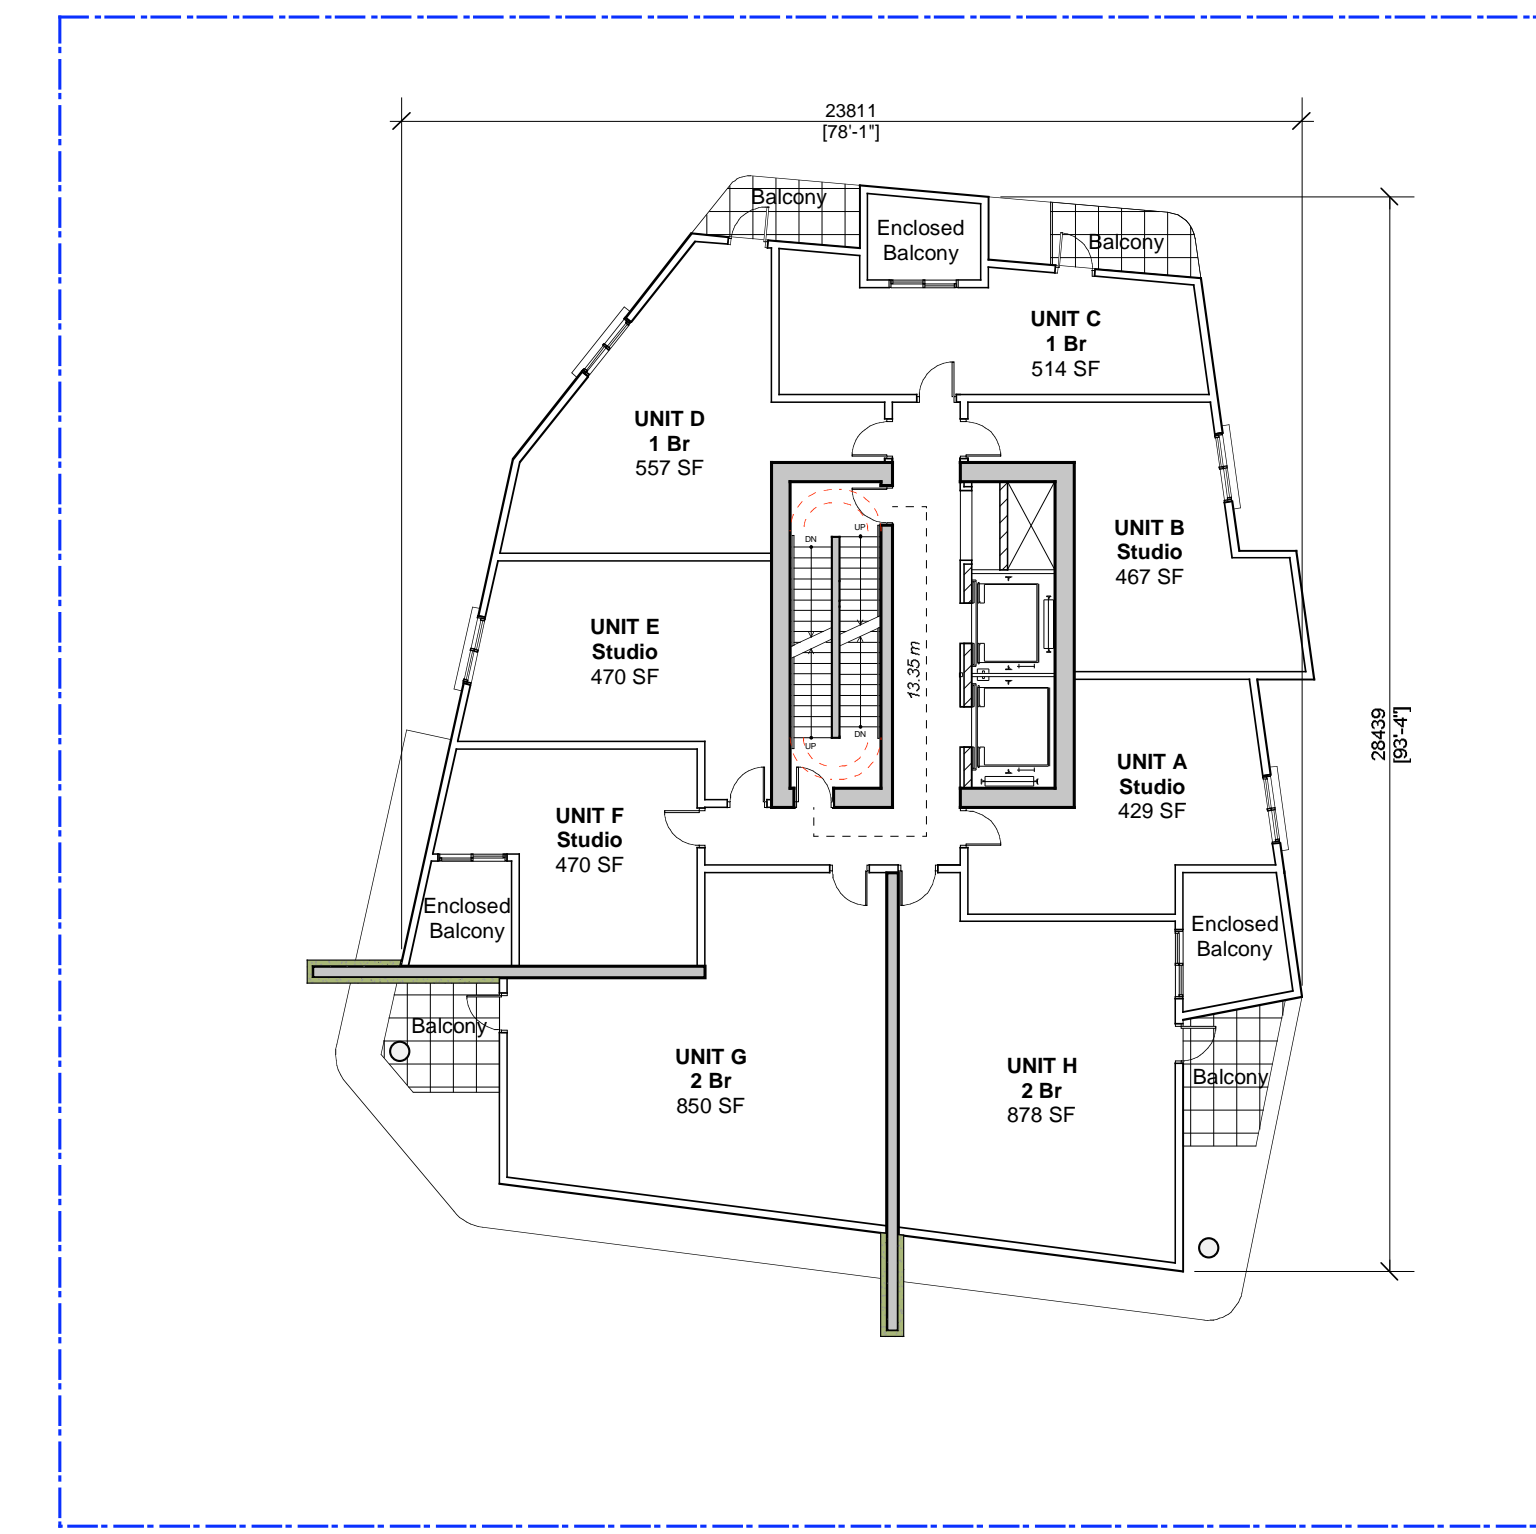 23811
[78'-1"]
Balcony
Enclosed
Balcony
Balcony
UNIT C
1 Br
514 SF
UNIT D
1 Br
557 SF
UNIT B
Studio
467 SF
UP
DN
UNIT E
Studio
470 SF
13.35 m
28439
[93'-4"]
UP
DN
UNIT A
Studio
429 SF
UNIT F
Studio
470 SF
Enclosed
Balcony
Enclosed
Balcony
Balcony
UNIT G
2 Br
850 SF
UNIT H
2 Br
878 SF
Balcony